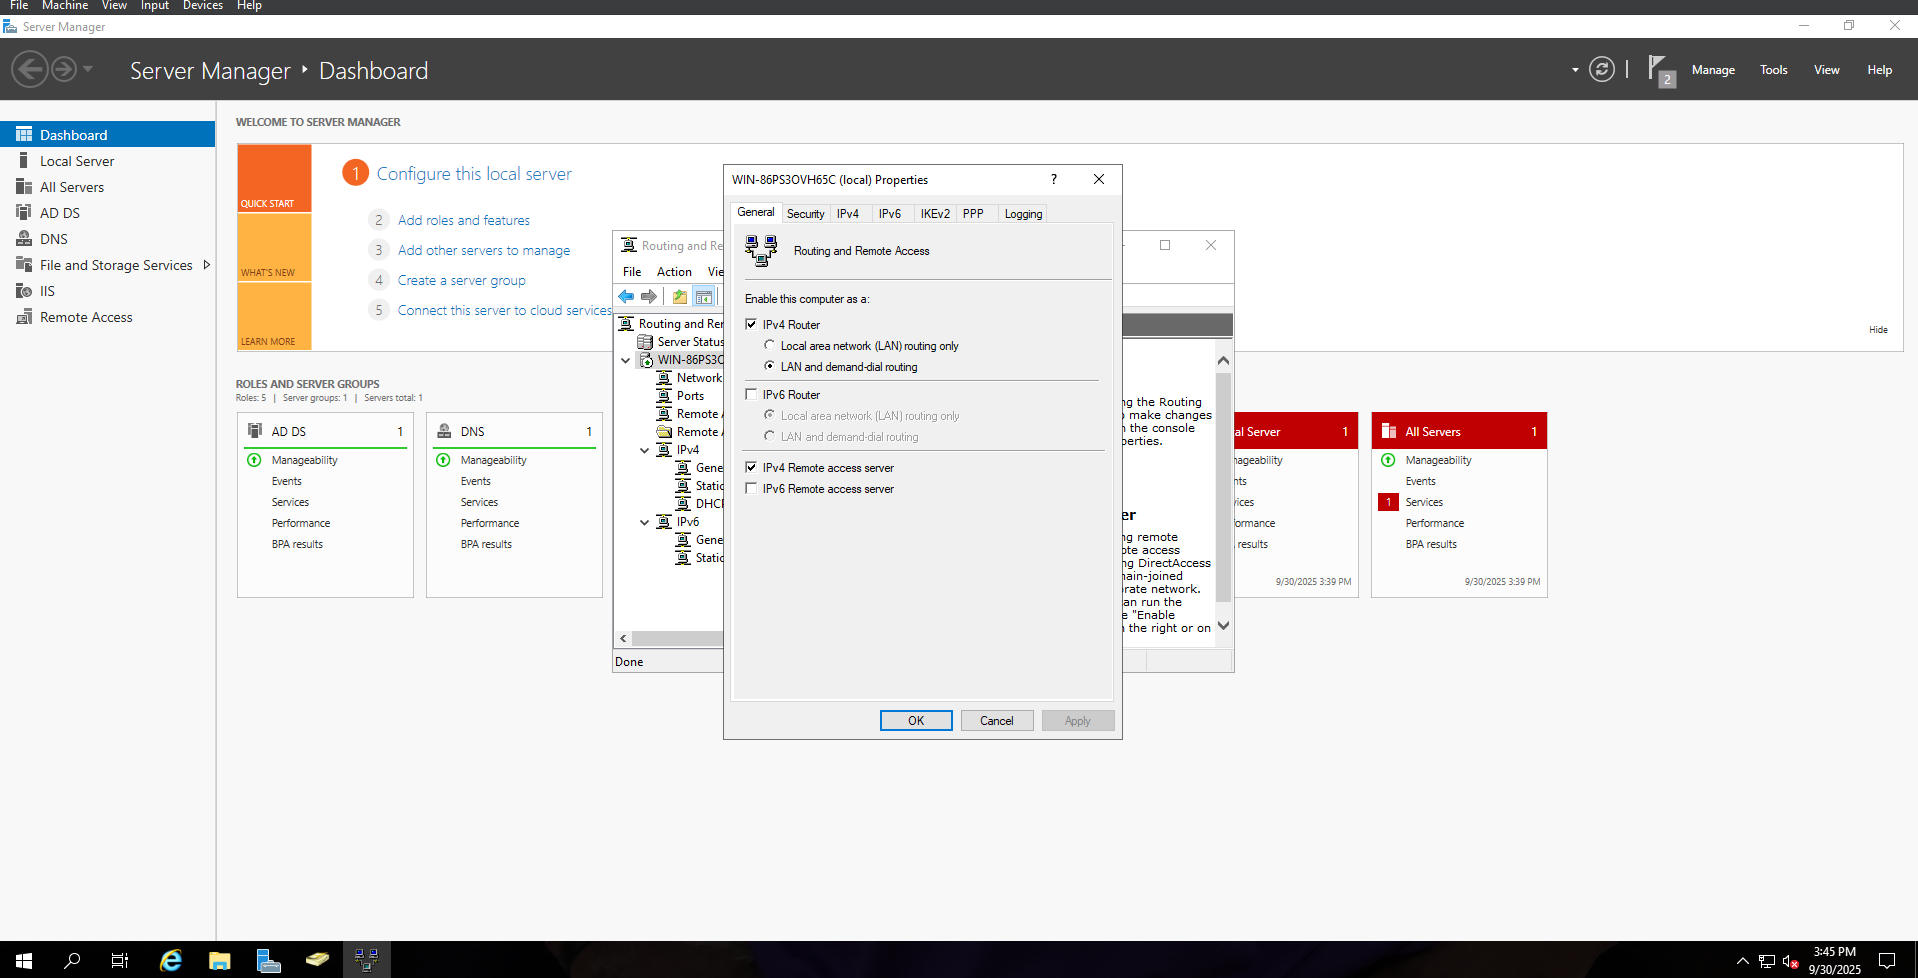 File Machine View Input Devices Help
Server Manager
Server Manager ‣ Dashboard
2 Manage Tools View Help
Dashboard
Local Server
All Servers
AD DS
DNS
File and Storage Services
IIS
Remote Access
WELCOME TO SERVER MANAGER
QUICK START
WHAT'S NEW
LEARN MORE
1 Configure this local server
2 Add roles and features
3 Add other servers to manage
4 Create a server group
5 Connect this server to cloud services
Hide
ROLES AND SERVER GROUPS
Roles: 5 | Server groups: 1 | Servers total: 1
AD DS 1
Manageability
Events
Services
Performance
BPA results
DNS 1
Manageability
Events
Services
Performance
BPA results
Routing and Re
File Action Vie
Routing and Rer
Server Status
WIN-86PS3O
Network
Ports
Remote A
Remote A
IPv4
Gene
Static
DHCP
IPv6
Gene
Static
Done
WIN-86PS3OVH65C (local) Properties ?
General Security IPv4 IPv6 IKEv2 PPP Logging
Routing and Remote Access
Enable this computer as a:
IPv4 Router
Local area network (LAN) routing only
LAN and demand-dial routing
IPv6 Router
Local area network (LAN) routing only
LAN and demand-dial routing
IPv4 Remote access server
IPv6 Remote access server
OK Cancel Apply
ng the Routing
o make changes
n the console
perties.
er
ng remote
ote access
ng DirectAccess
nain-joined
orate network.
an run the
e "Enable
n the right or on
al Server 1
nageability
nts
vices
formance
results
9/30/2025 3:39 PM
All Servers 1
Manageability
Events
1 Services
Performance
BPA results
9/30/2025 3:39 PM
3:45 PM
9/30/2025